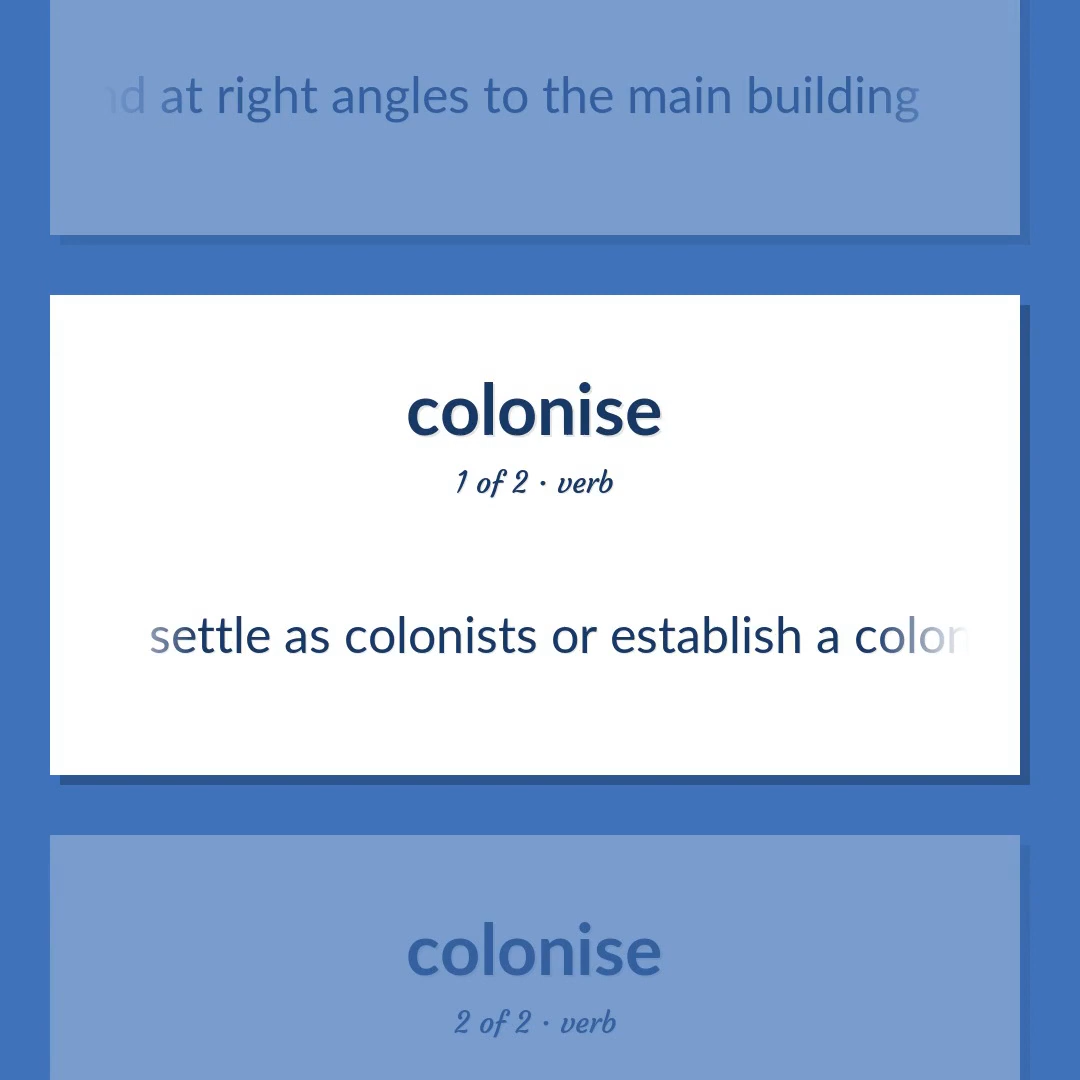 at right angles to the main building
colonise
1 of 2 · verb
settle as colonists or establish a
colonise
2 of 2 · verb